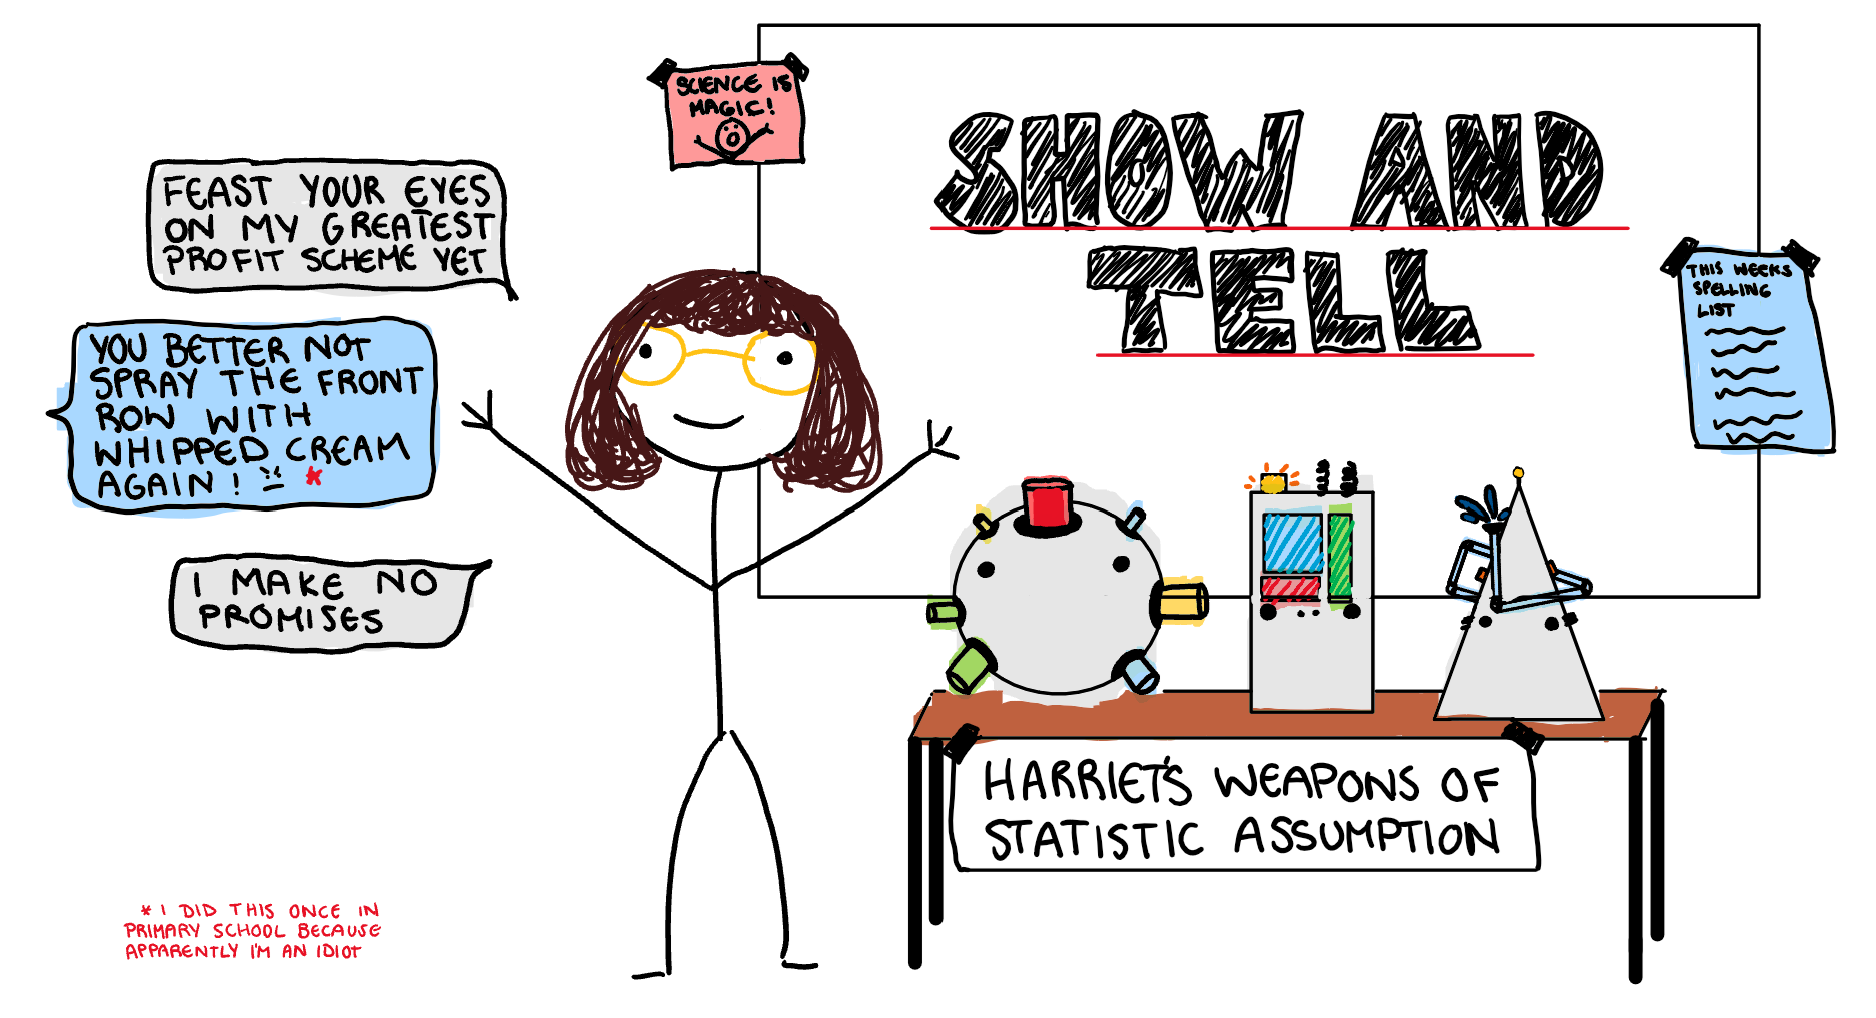 SCIENCE IS
MAGIC!
SHOW AND
TELL
FEAST YOUR EYES
ON MY GREATEST
PROFIT SCHEME YET
YOU BETTER NOT
SPRAY THE FRONT
ROW WITH
WHIPPED CREAM
AGAIN! *
I MAKE NO
PROMISES
THIS WEEKS
SPELLING
LIST
HARRIET'S WEAPONS OF
STATISTIC ASSUMPTION
* I DID THIS ONCE IN
PRIMARY SCHOOL BECAUSE
APPARENTLY I'M AN IDIOT